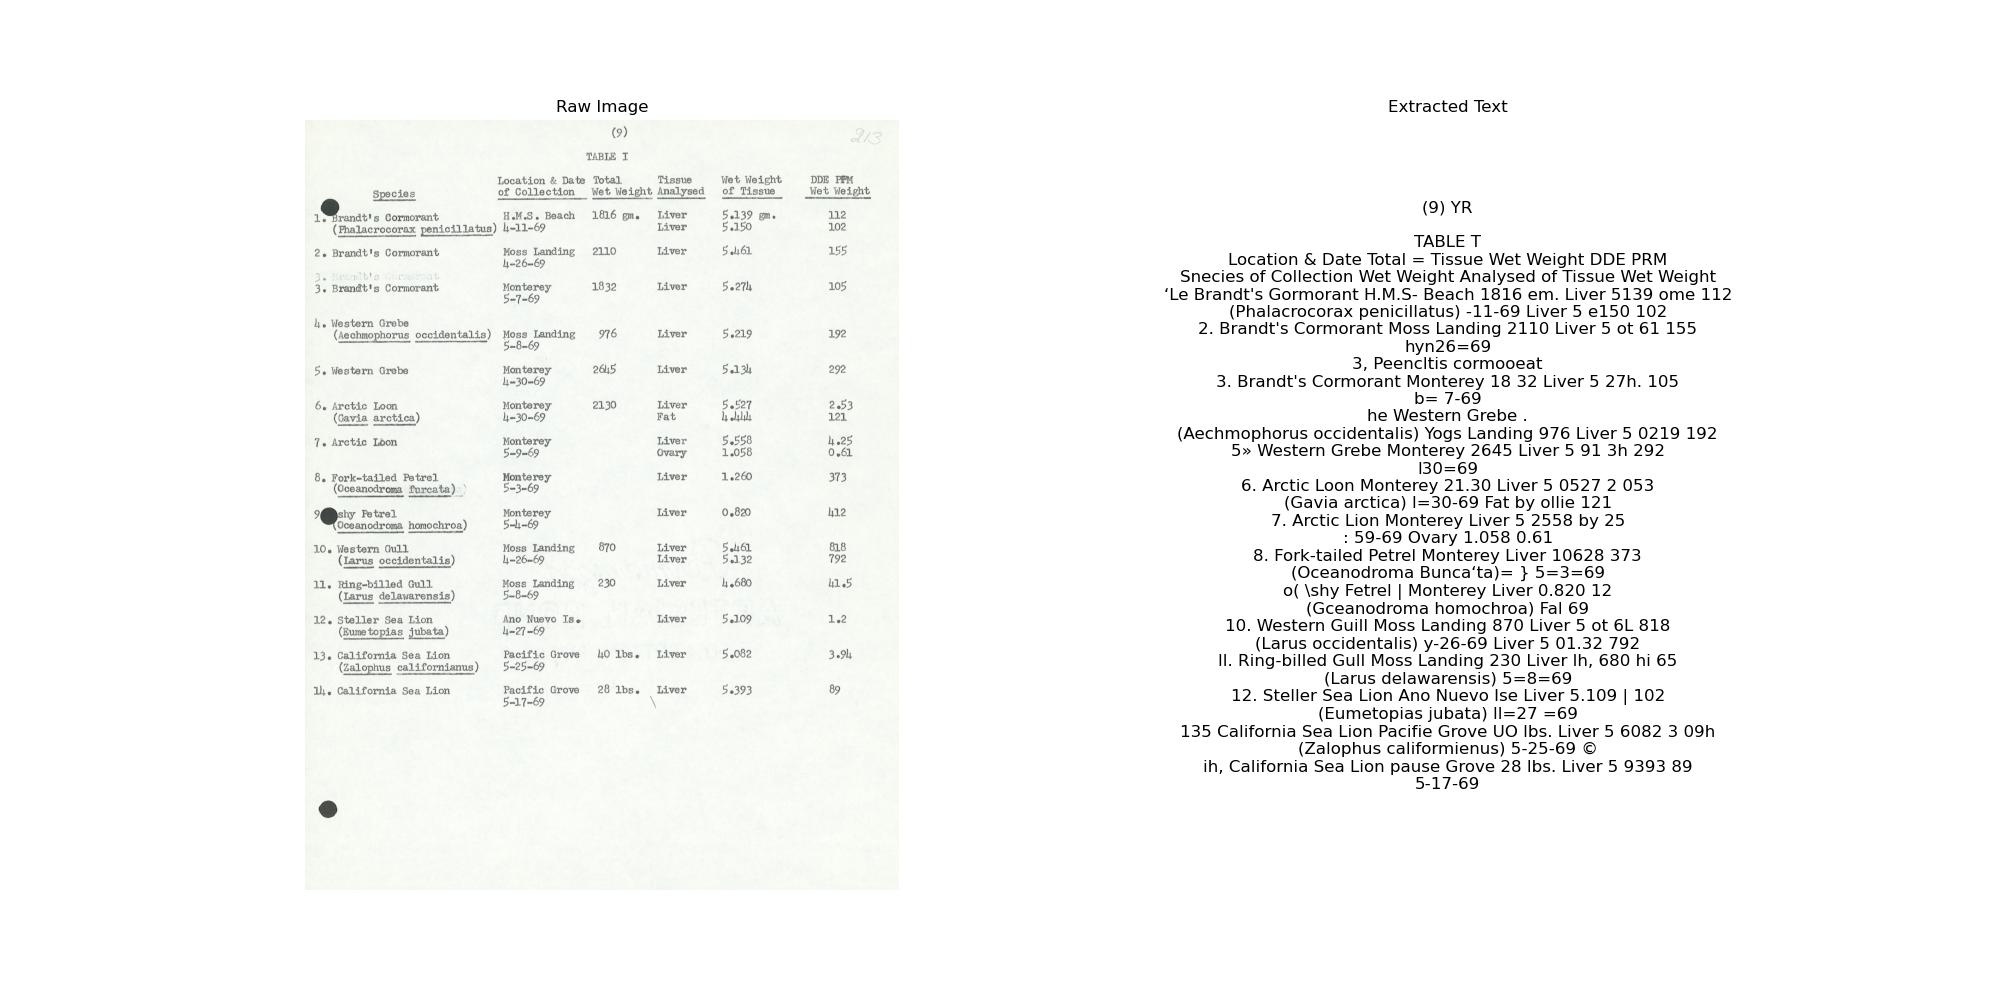 Raw Image
(9)
213
TABLE I
Species Location & Date of Collection Total Wet Weight Tissue Analysed Wet Weight of Tissue DDE PPM Wet Weight
1. Brandt's Cormorant H.M.S. Beach 1816 gm. Liver 5.139 gm. 112
(Phalacrocorax penicillatus) 4-11-69 Liver 5.150 102
2. Brandt's Cormorant Moss Landing 2110 Liver 5.461 155
4-26-69
3. Brandt's Cormorant
3. Brandt's Cormorant Monterey 1832 Liver 5.274 105
5-7-69
4. Western Grebe
(Aechmophorus occidentalis) Moss Landing 976 Liver 5.219 192
5-8-69
5. Western Grebe Monterey 2645 Liver 5.134 292
4-30-69
6. Arctic Loon Monterey 2130 Liver 5.527 2.53
(Gavia arctica) 4-30-69 Fat 4.444 121
7. Arctic Loon Monterey Liver 5.558 4.25
5-9-69 Ovary 1.058 0.61
8. Fork-tailed Petrel Monterey Liver 1.260 373
(Oceanodroma furcata) 5-3-69
9 shy Petrel Monterey Liver 0.820 412
(Oceanodroma homochroa) 5-4-69
10. Western Gull Moss Landing 870 Liver 5.461 818
(Larus occidentalis) 4-26-69 Liver 5.132 792
11. Ring-billed Gull Moss Landing 230 Liver 4.680 41.5
(Larus delawarensis) 5-8-69
12. Steller Sea Lion Ano Nuevo Is. Liver 5.109 1.2
(Eumetopias jubata) 4-27-69
13. California Sea Lion Pacific Grove 40 lbs. Liver 5.082 3.94
(Zalophus californianus) 5-25-69
14. California Sea Lion Pacific Grove 28 lbs. Liver 5.393 89
5-17-69
Extracted Text
(9) YR
TABLE T
Location & Date Total = Tissue Wet Weight DDE PRM
Snecies of Collection Wet Weight Analysed of Tissue Wet Weight
‘Le Brandt's Gormorant H.M.S- Beach 1816 em. Liver 5139 ome 112
(Phalacrocorax penicillatus) -11-69 Liver 5 e150 102
2. Brandt's Cormorant Moss Landing 2110 Liver 5 ot 61 155
hyn26=69
3, Peencltis cormooeat
3. Brandt's Cormorant Monterey 18 32 Liver 5 27h. 105
b= 7-69
he Western Grebe .
(Aechmophorus occidentalis) Yogs Landing 976 Liver 5 0219 192
5» Western Grebe Monterey 2645 Liver 5 91 3h 292
l30=69
6. Arctic Loon Monterey 21.30 Liver 5 0527 2 053
(Gavia arctica) l=30-69 Fat by ollie 121
7. Arctic Lion Monterey Liver 5 2558 by 25
: 59-69 Ovary 1.058 0.61
8. Fork-tailed Petrel Monterey Liver 10628 373
(Oceanodroma Bunca‘ta)= } 5=3=69
o( \shy Fetrel | Monterey Liver 0.820 12
(Gceanodroma homochroa) Fal 69
10. Western Guill Moss Landing 870 Liver 5 ot 6L 818
(Larus occidentalis) y-26-69 Liver 5 01.32 792
ll. Ring-billed Gull Moss Landing 230 Liver lh, 680 hi 65
(Larus delawarensis) 5=8=69
12. Steller Sea Lion Ano Nuevo Ise Liver 5.109 | 102
(Eumetopias jubata) ll=27 =69
135 California Sea Lion Pacifie Grove UO lbs. Liver 5 6082 3 09h
(Zalophus califormienus) 5-25-69 ©
ih, California Sea Lion pause Grove 28 lbs. Liver 5 9393 89
5-17-69